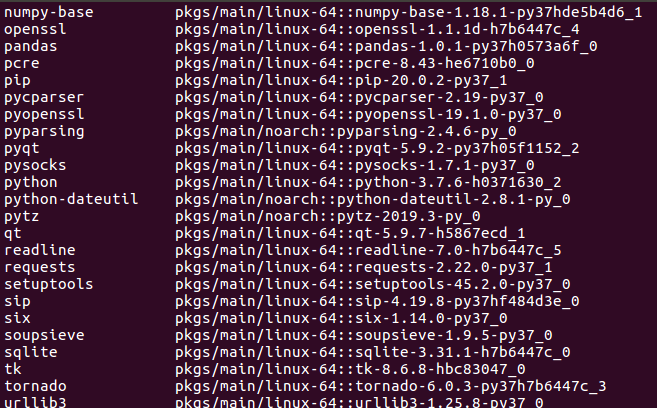 numpy-base pkgs/main/linux-64::numpy-base-1.18.1-py37hde5b4d6_1
openssl pkgs/main/linux-64::openssl-1.1.1d-h7b6447c_4
pandas pkgs/main/linux-64::pandas-1.0.1-py37h0573a6f_0
pcre pkgs/main/linux-64::pcre-8.43-he6710b0_0
pip pkgs/main/linux-64::pip-20.0.2-py37_1
pycparser pkgs/main/linux-64::pycparser-2.19-py37_0
pyopenssl pkgs/main/linux-64::pyopenssl-19.1.0-py37_0
pyparsing pkgs/main/noarch::pyparsing-2.4.6-py_0
pyqt pkgs/main/linux-64::pyqt-5.9.2-py37h05f1152_2
pysocks pkgs/main/linux-64::pysocks-1.7.1-py37_0
python pkgs/main/linux-64::python-3.7.6-h0371630_2
python-dateutil pkgs/main/noarch::python-dateutil-2.8.1-py_0
pytz pkgs/main/noarch::pytz-2019.3-py_0
qt pkgs/main/linux-64::qt-5.9.7-h5867ecd_1
readline pkgs/main/linux-64::readline-7.0-h7b6447c_5
requests pkgs/main/linux-64::requests-2.22.0-py37_1
setuptools pkgs/main/linux-64::setuptools-45.2.0-py37_0
sip pkgs/main/linux-64::sip-4.19.8-py37hf484d3e_0
six pkgs/main/linux-64::six-1.14.0-py37_0
soupsieve pkgs/main/linux-64::soupsieve-1.9.5-py37_0
sqlite pkgs/main/linux-64::sqlite-3.31.1-h7b6447c_0
tk pkgs/main/linux-64::tk-8.6.8-hbc83047_0
tornado pkgs/main/linux-64::tornado-6.0.3-py37h7b6447c_3
urllib3 pkgs/main/linux-64::urllib3-1.25.8-py37_0